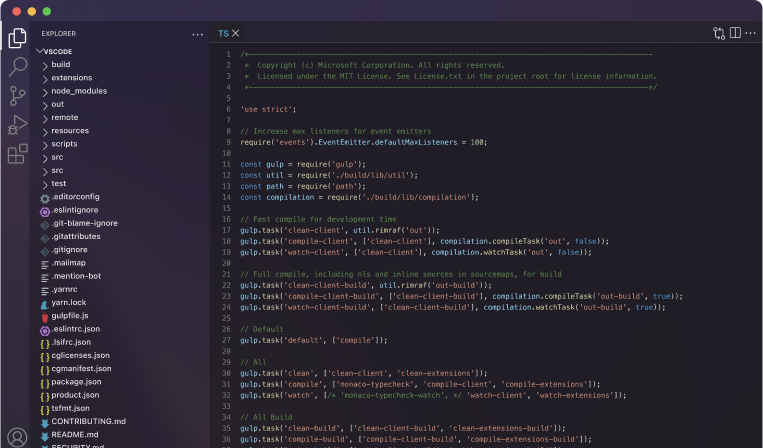 EXPLORER
VSCODE
build
extensions
node_modules
out
remote
resources
scripts
src
src
test
.editorconfig
.eslintignore
.git-blame-ignore
.gitattributes
.gitignore
.mailmap
.mention-bot
.yarnrc
yarn.lock
gulpfile.js
.eslintrc.json
.lsifrc.json
cglicenses.json
cgmanifest.json
package.json
product.json
tsfmt.json
CONTRIBUTING.md
README.md
SECURITY.md
TS
1 /*---------------------------------------------------------------------------------------------
2 * Copyright (c) Microsoft Corporation. All rights reserved.
3 * Licensed under the MIT License. See License.txt in the project root for license information.
4 *--------------------------------------------------------------------------------------------*/
5
6 'use strict';
7
8 // Increase max listeners for event emitters
9 require('events').EventEmitter.defaultMaxListeners = 100;
10
11 const gulp = require('gulp');
12 const util = require('./build/lib/util');
13 const path = require('path');
14 const compilation = require('./build/lib/compilation');
15
16 // Fast compile for development time
17 gulp.task('clean-client', util.rimraf('out'));
18 gulp.task('compile-client', ['clean-client'], compilation.compileTask('out', false));
19 gulp.task('watch-client', ['clean-client'], compilation.watchTask('out', false));
20
21 // Full compile, including nls and inline sources in sourcemaps, for build
22 gulp.task('clean-client-build', util.rimraf('out-build'));
23 gulp.task('compile-client-build', ['clean-client-build'], compilation.compileTask('out-build', true));
24 gulp.task('watch-client-build', ['clean-client-build'], compilation.watchTask('out-build', true));
25
26 // Default
27 gulp.task('default', ['compile']);
28
29 // All
30 gulp.task('clean', ['clean-client', 'clean-extensions']);
31 gulp.task('compile', ['monaco-typecheck', 'compile-client', 'compile-extensions']);
32 gulp.task('watch', [/* 'monaco-typecheck-watch', */ 'watch-client', 'watch-extensions']);
33
34 // All Build
35 gulp.task('clean-build', ['clean-client-build', 'clean-extensions-build']);
36 gulp.task('compile-build', ['compile-client-build', 'compile-extensions-build']);